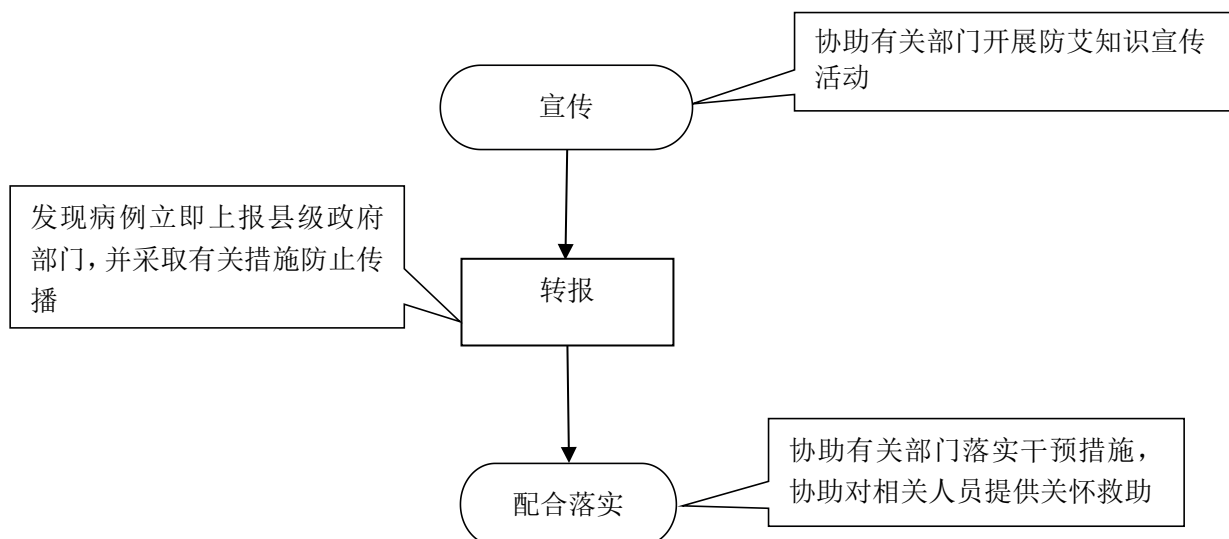 协助有关部门开展防艾知识宣传
活动
宣传
发现病例立即上报县级政府
部门，并采取有关措施防止传
播
转报
协助有关部门落实干预措施，
协助对相关人员提供关怀救助
配合落实